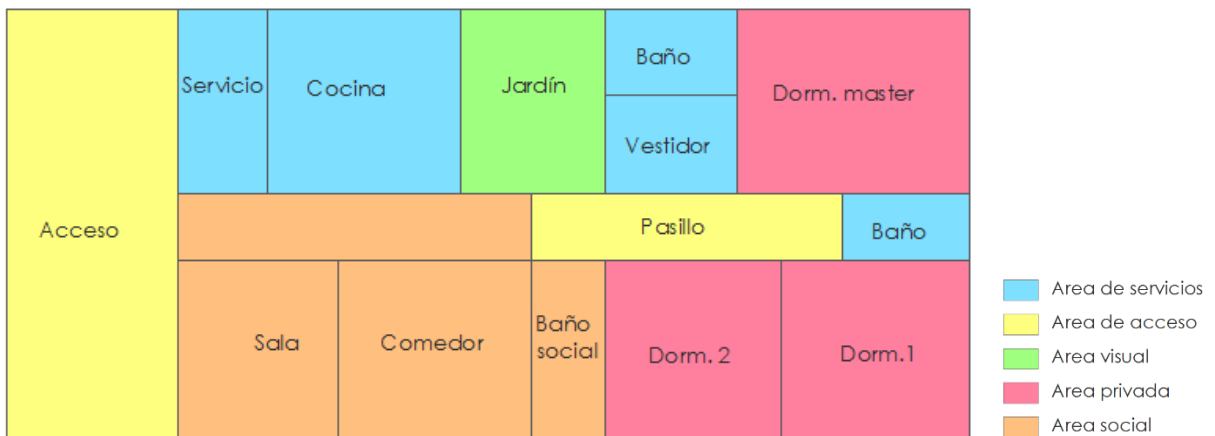 Servicio
Cocina
Jardín
Baño
Vestidor
Dorm. master
Acceso
Pasillo
Baño
Sala
Comedor
Baño
social
Dorm. 2
Dorm.1
Area de servicios
Area de acceso
Area visual
Area privada
Area social